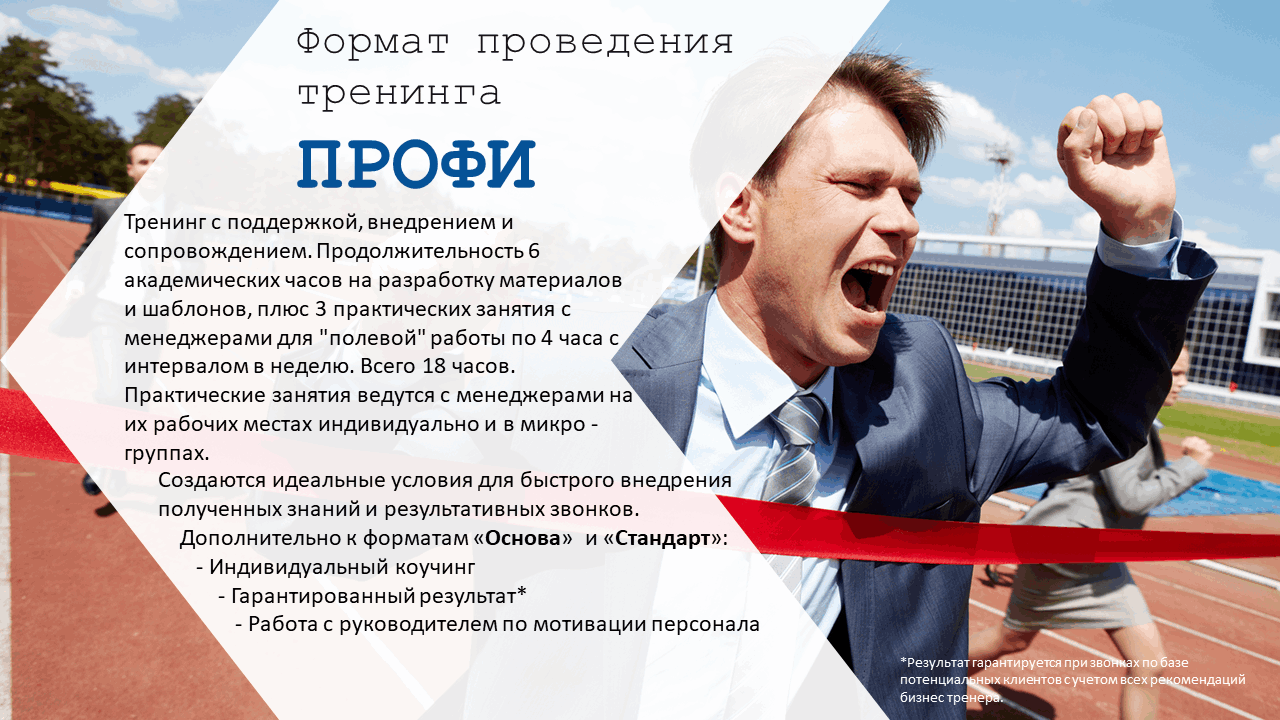 Формат проведения
тренинга
ПРОФИ
Тренинг с поддержкой, внедрением и
сопровождением. Продолжительность 6
академических часов на разработку материалов
и шаблонов, плюс 3 практических занятия с
менеджерами для "полевой" работы по 4 часа с
интервалом в неделю. Всего 18 часов.
Практические занятия ведутся с менеджерами на
их рабочих местах индивидуально и в микро -
группах.
Создаются идеальные условия для быстрого внедрения
полученных знаний и результативных звонков.
Дополнительно к форматам «Основа» и «Стандарт»:
- Индивидуальный коучинг
- Гарантированный результат*
- Работа с руководителем по мотивации персонала
*Результат гарантируется при звонках по базе
потенциальных клиентов с учетом всех рекомендаций
бизнес тренера.